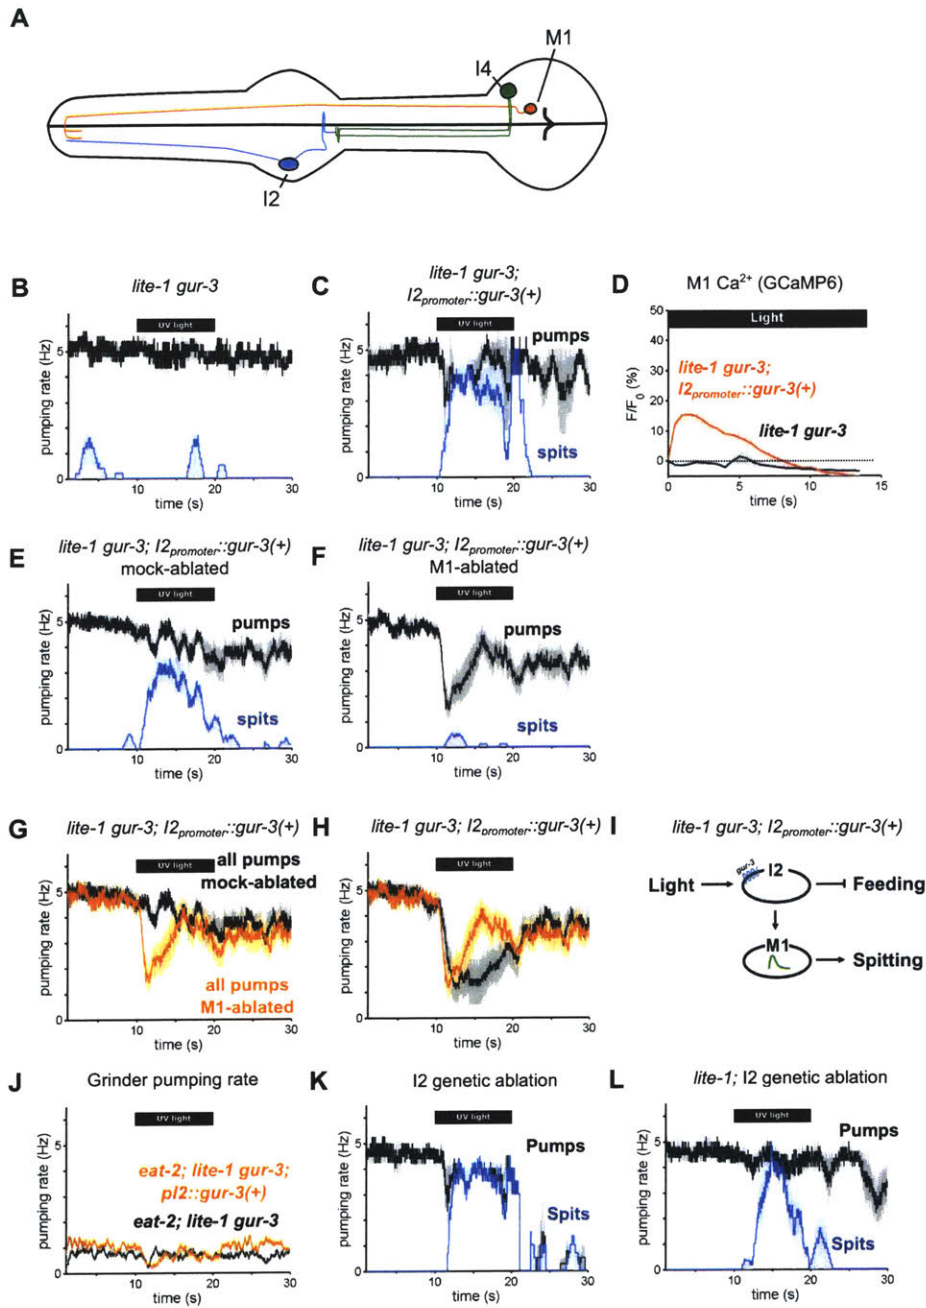 A
M1
I4
I2
B
lite-1 gur-3
UV light
pumping rate (Hz)
5
0
10
20
30
time (s)
C
lite-1 gur-3;
I2promoter::gur-3(+)
UV light
pumps
spits
pumping rate (Hz)
5
0
10
20
30
time (s)
D
M1 Ca2+ (GCaMP6)
Light
lite-1 gur-3;
I2promoter::gur-3(+)
lite-1 gur-3
F/F0 (%)
50
40
30
20
10
0
0
5
10
15
time (s)
E
lite-1 gur-3; I2promoter::gur-3(+)
mock-ablated
UV light
pumps
spits
pumping rate (Hz)
5
0
10
20
30
time (s)
F
lite-1 gur-3; I2promoter::gur-3(+)
M1-ablated
UV light
pumps
spits
pumping rate (Hz)
5
0
10
20
30
time (s)
G
lite-1 gur-3; I2promoter::gur-3(+)
UV light
all pumps
mock-ablated
all pumps
M1-ablated
pumping rate (Hz)
5
0
10
20
30
time (s)
H
lite-1 gur-3; I2promoter::gur-3(+)
UV light
pumping rate (Hz)
5
0
10
20
30
time (s)
I
lite-1 gur-3; I2promoter::gur-3(+)
gur-3
I2
Light
Feeding
M1
Spitting
J
Grinder pumping rate
UV light
eat-2; lite-1 gur-3;
pI2::gur-3(+)
eat-2; lite-1 gur-3
pumping rate (Hz)
5
0
10
20
30
time (s)
K
I2 genetic ablation
UV light
Pumps
Spits
pumping rate (Hz)
5
0
10
20
30
time (s)
L
lite-1; I2 genetic ablation
UV light
Pumps
Spits
pumping rate (Hz)
5
0
10
20
30
time (s)